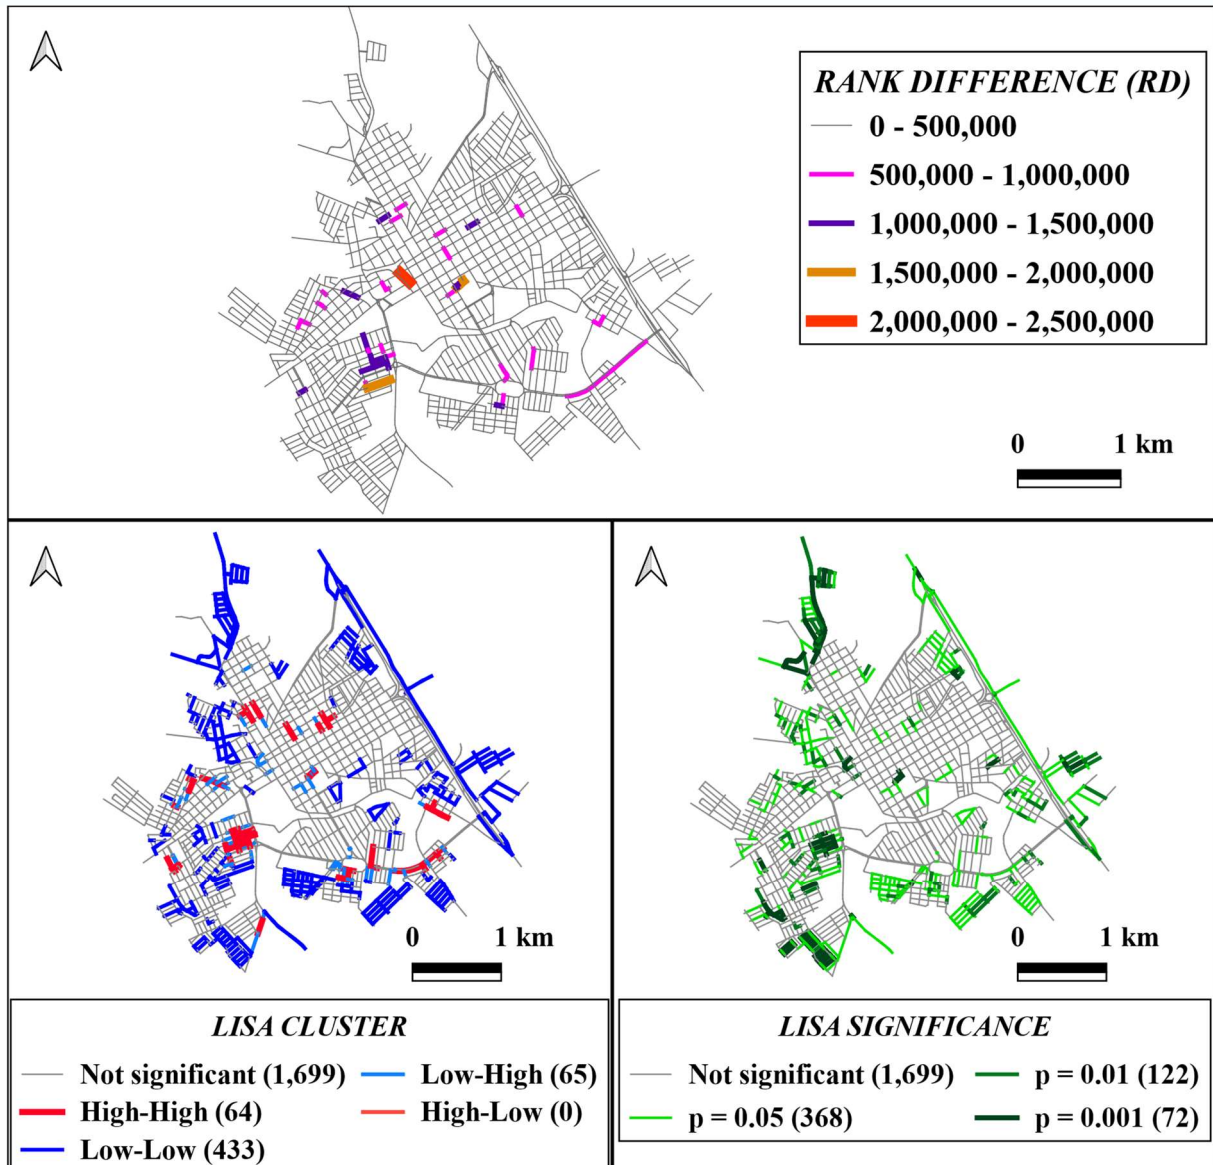 RANK DIFFERENCE (RD)
0 - 500,000
500,000 - 1,000,000
1,000,000 - 1,500,000
1,500,000 - 2,000,000
2,000,000 - 2,500,000
0 1 km
0 1 km
0 1 km
LISA CLUSTER
Not significant (1,699) Low-High (65)
High-High (64) High-Low (0)
Low-Low (433)
LISA SIGNIFICANCE
Not significant (1,699) p = 0.01 (122)
p = 0.05 (368) p = 0.001 (72)